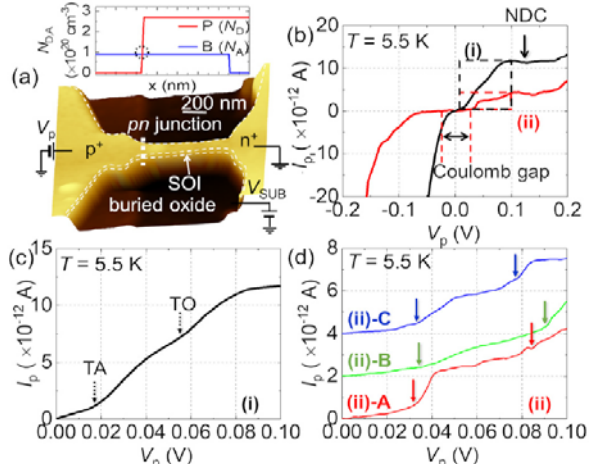 P (N_D)
B (N_A)
N_DA
(×10²⁰ cm⁻³)
3
2
1
0
x (nm)
(a)
200 nm
pn junction
V_p
p⁺
n⁺
SOI
buried oxide
V_SUB
(b)
T = 5.5 K
NDC
(i)
(ii)
Coulomb gap
I_p (×10⁻¹² A)
20
10
0
10
20
-0.2
-0.1
0.0
0.1
0.2
V_p (V)
(c)
T = 5.5 K
TA
TO
(i)
I_p (×10⁻¹² A)
15
10
5
0
0.00
0.02
0.04
0.06
0.08
0.10
V_p (V)
(d)
T = 5.5 K
(ii)-C
(ii)-B
(ii)-A
(ii)
I_p (×10⁻¹² A)
8
6
4
2
0
0.00
0.02
0.04
0.06
0.08
0.10
V_p (V)